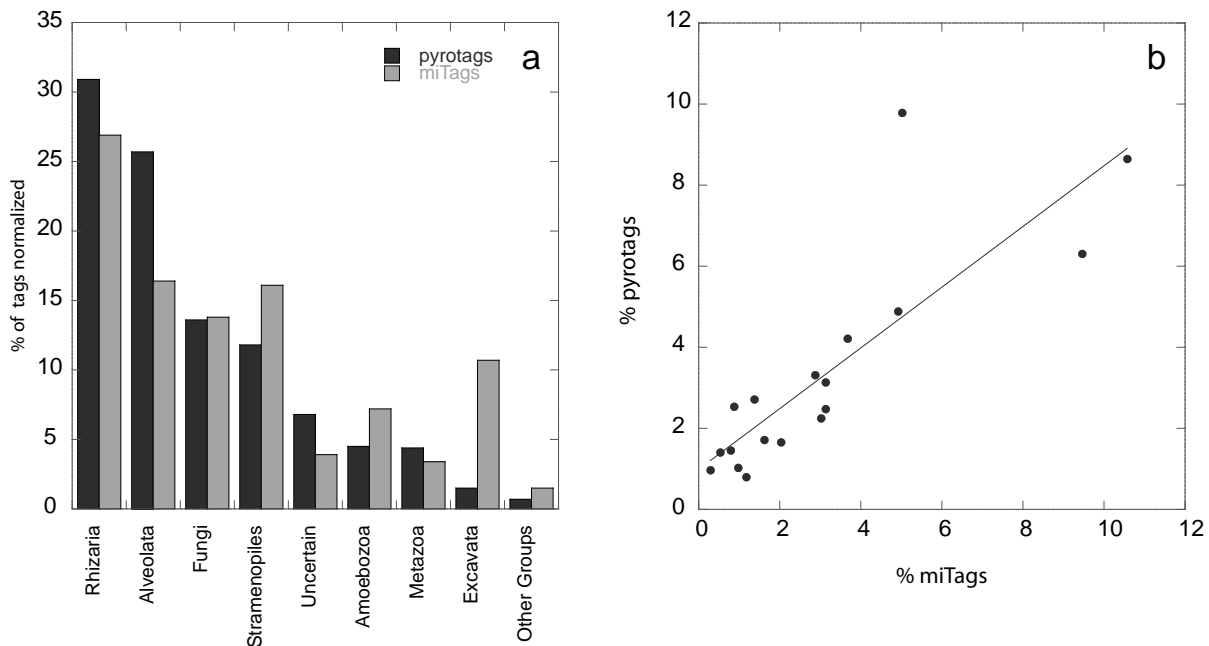 35
30
25
20
15
10
5
0
% of tags normalized
pyrotags
miTags
a
Rhizaria
Alveolata
Fungi
Stramenopiles
Uncertain
Amoebozoa
Metazoa
Excavata
Other Groups
b
12
10
8
6
4
2
0
% pyrotags
0 2 4 6 8 10 12
% miTags